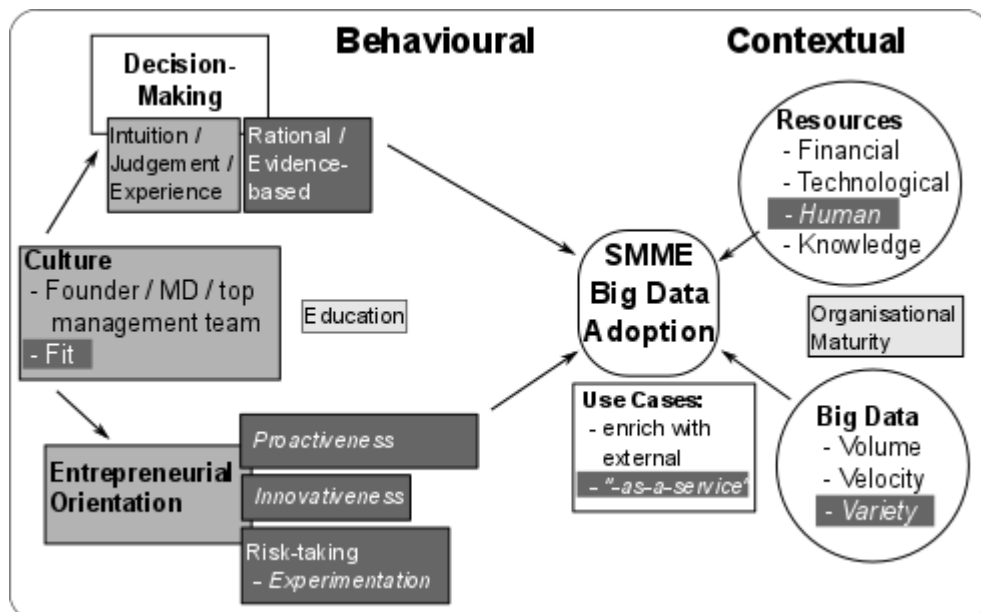 Behavioural
Contextual
Decision-
Making
Intuition /
Judgement /
Experience
Rational /
Evidence-
based
Culture
- Founder / MD / top
management team
- Fit
Education
Entrepreneurial
Orientation
Proactiveness
Innovativeness
Risk-taking
- Experimentation
SMME
Big Data
Adoption
Use Cases:
- enrich with
external
- "-as-a-service"
Resources
- Financial
- Technological
- Human
- Knowledge
Organisational
Maturity
Big Data
- Volume
- Velocity
- Variety